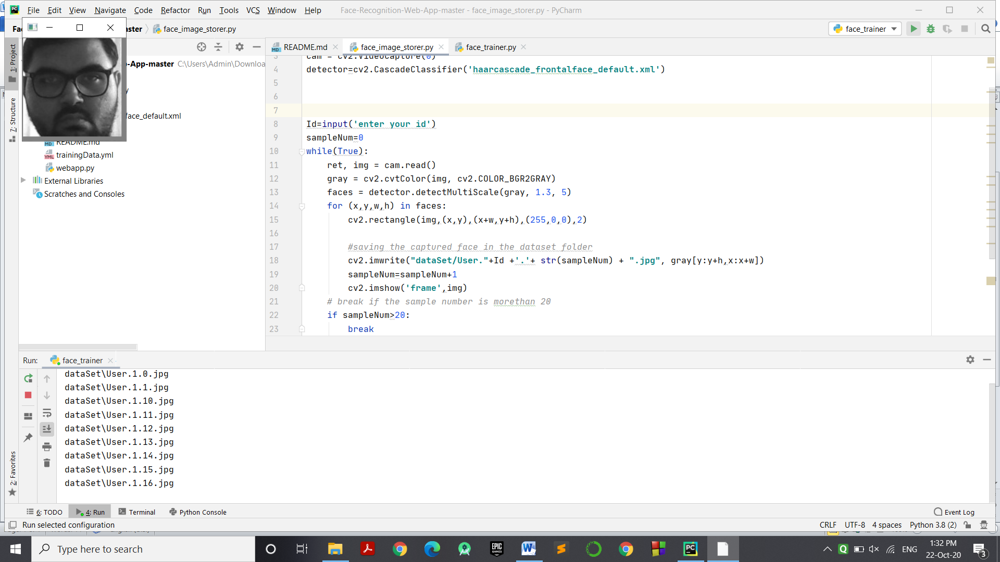 File Edit View Navigate Code Refactor Run Tools VCS Window Help Face-Recognition-Web-App-master - face_image_storer.py - PyCharm
aster face_image_storer.py face_trainer
1: Project
README.md face_image_storer.py face_trainer.py
-App-master C:\Users\Admin\Downloa
face_default.xml
README.md
trainingData.yml
webapp.py
External Libraries
Scratches and Consoles
Z: Structure
2: Favorites
3 cam = cv2.VideoCapture(0)
4 detector=cv2.CascadeClassifier('haarcascade_frontalface_default.xml')
5
6
7
8 Id=input('enter your id')
9 sampleNum=0
10 while(True):
11 ret, img = cam.read()
12 gray = cv2.cvtColor(img, cv2.COLOR_BGR2GRAY)
13 faces = detector.detectMultiScale(gray, 1.3, 5)
14 for (x,y,w,h) in faces:
15 cv2.rectangle(img,(x,y),(x+w,y+h),(255,0,0),2)
16
17 #saving the captured face in the dataset folder
18 cv2.imwrite("dataSet/User."+Id +'.'+ str(sampleNum) + ".jpg", gray[y:y+h,x:x+w])
19 sampleNum=sampleNum+1
20 cv2.imshow('frame',img)
21 # break if the sample number is morethan 20
22 if sampleNum>20:
23 break
Run: face_trainer
dataSet\User.1.0.jpg
dataSet\User.1.1.jpg
dataSet\User.1.10.jpg
dataSet\User.1.11.jpg
dataSet\User.1.12.jpg
dataSet\User.1.13.jpg
dataSet\User.1.14.jpg
dataSet\User.1.15.jpg
dataSet\User.1.16.jpg
6: TODO 4: Run Terminal Python Console Event Log
Run selected configuration CRLF UTF-8 4 spaces Python 3.8 (2)
Type here to search ENG 1:32 PM
22-Oct-20 3